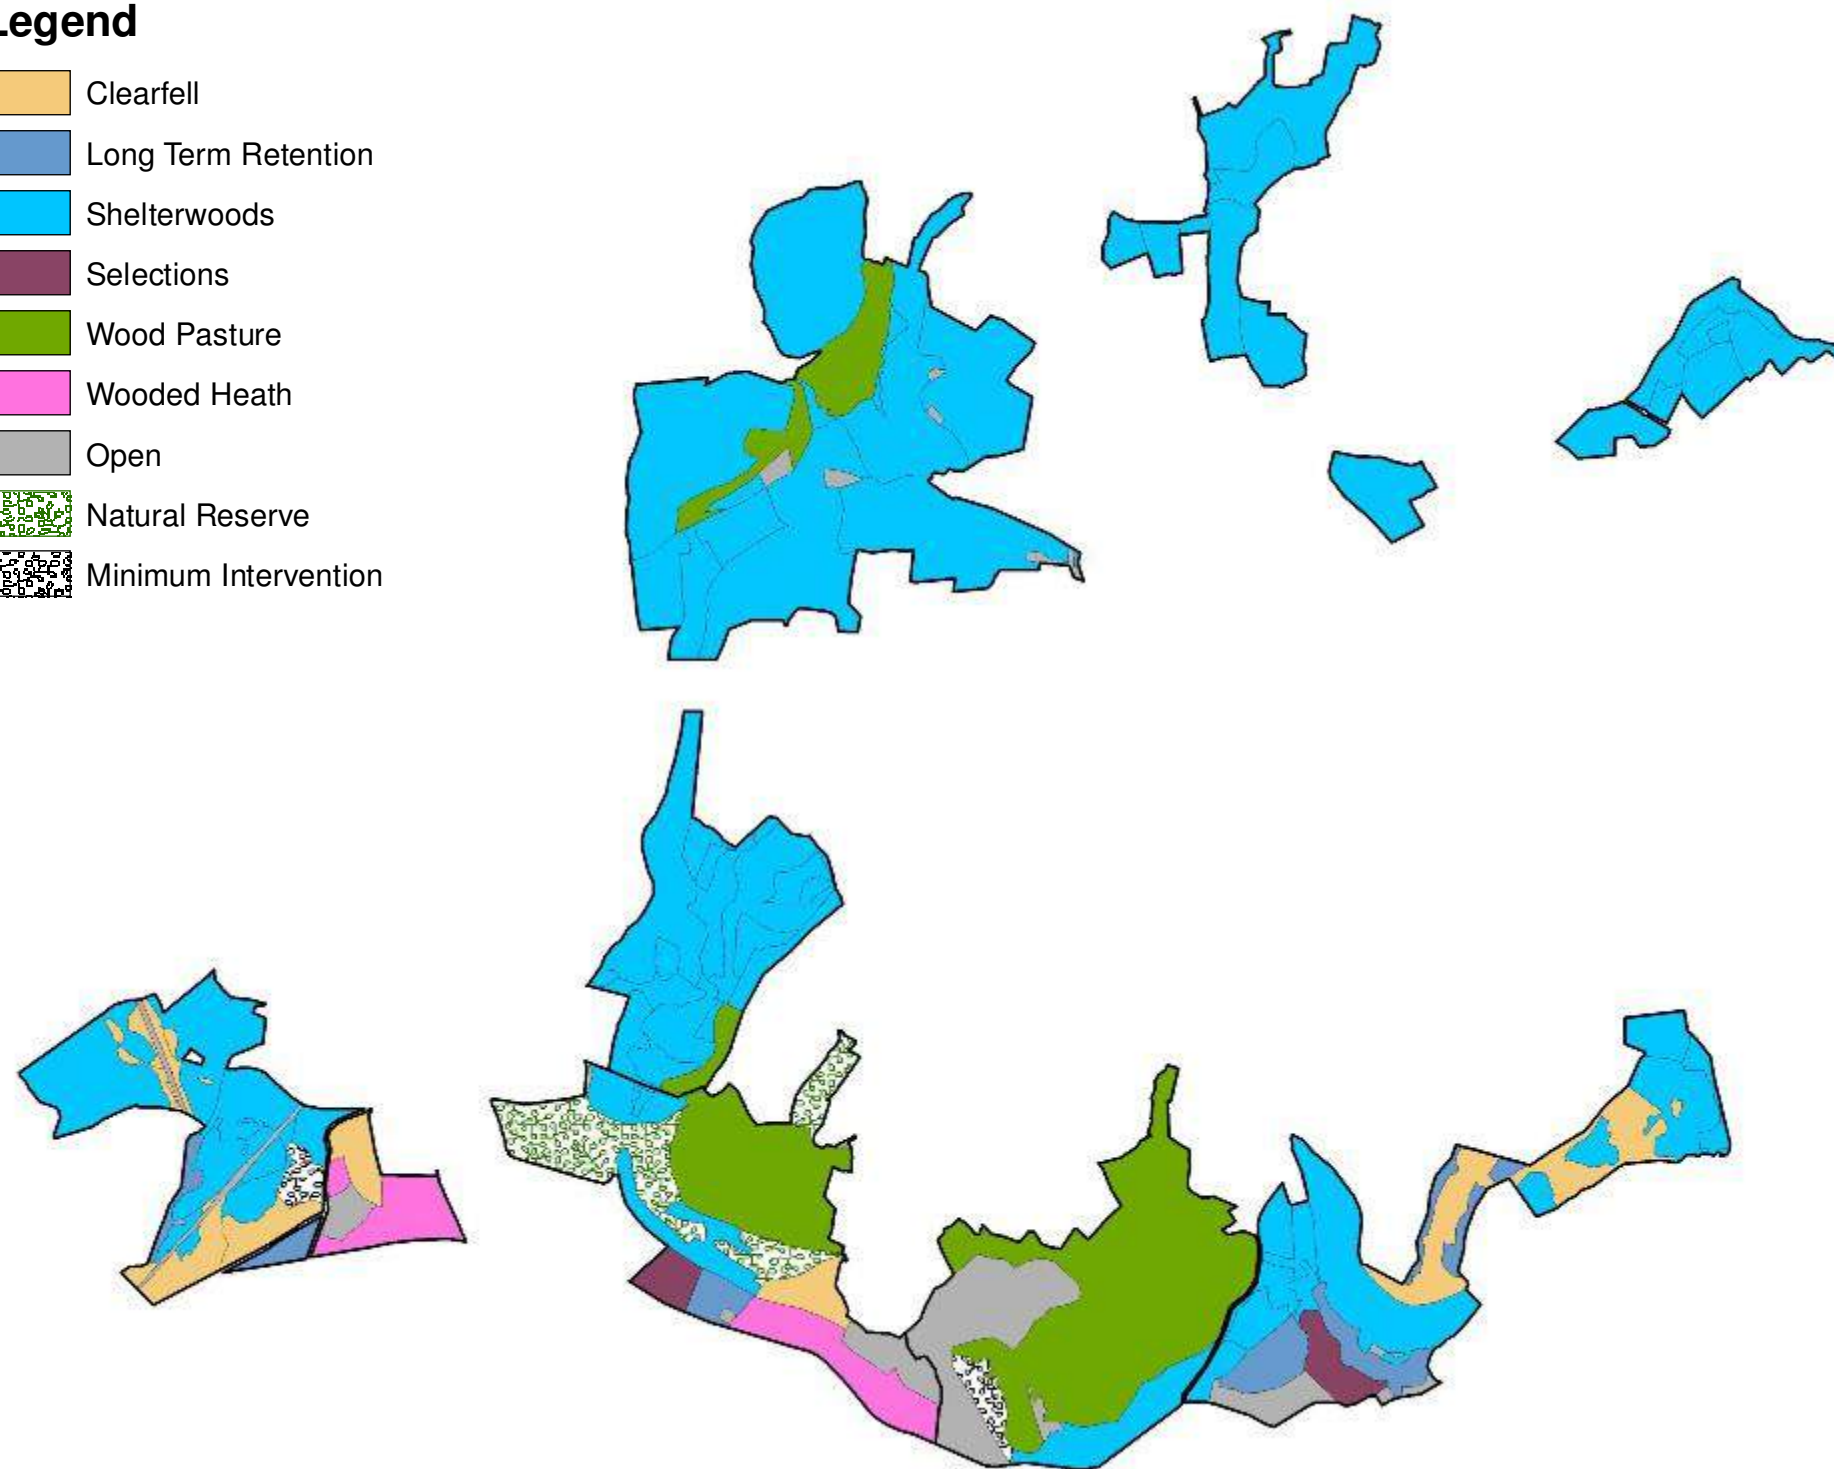 Legend
Clearfell
Long Term Retention
Shelterwoods
Selections
Wood Pasture
Wooded Heath
Open
Natural Reserve
Minimum Intervention